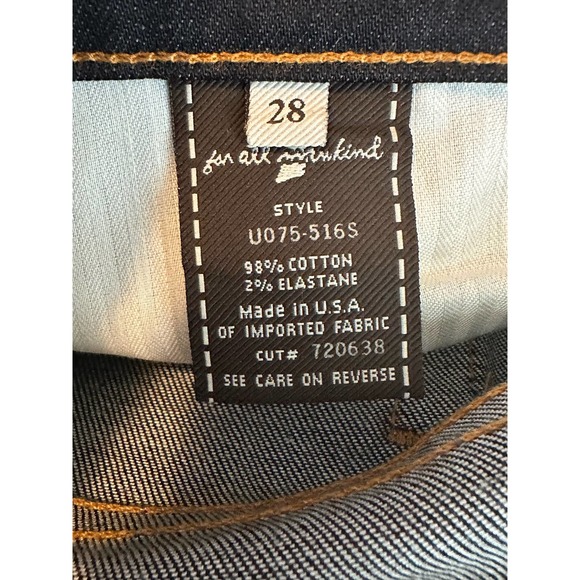 28
for all mankind
STYLE
U075-516S
98% COTTON
2% ELASTANE
Made in U.S.A.
OF IMPORTED FABRIC
CUT# 720638
SEE CARE ON REVERSE